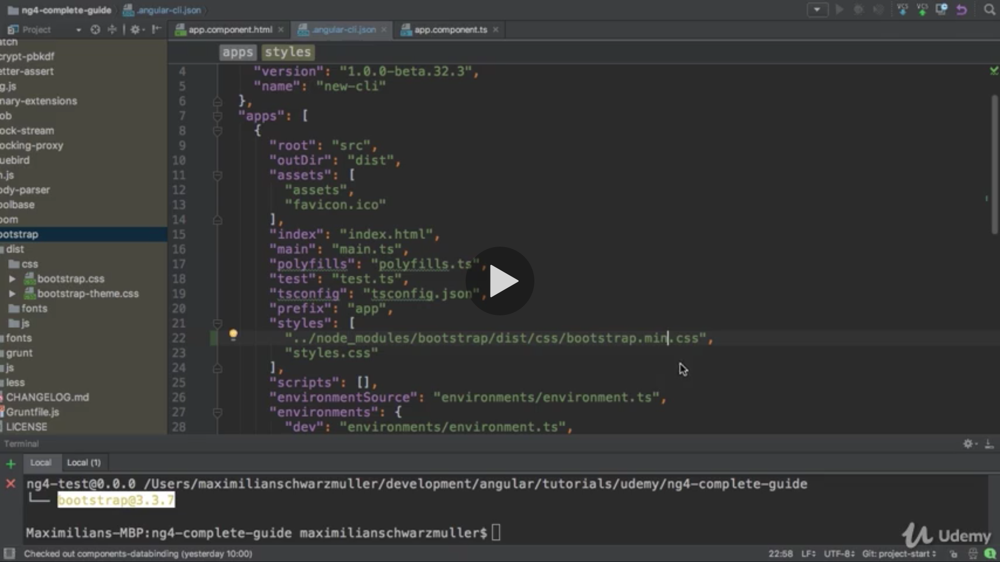 ng4-complete-guide .angular-cli.json
Project app.component.html .angular-cli.json app.component.ts
apps styles
atch
crypt-pbkdf
etter-assert
g.js
nary-extensions
ob
ock-stream
ocking-proxy
uebird
n.js
ody-parser
oolbase
oom
ootstrap
dist
css
bootstrap.css
bootstrap-theme.css
fonts
js
fonts
grunt
js
less
CHANGELOG.md
Gruntfile.js
LICENSE
4 "version": "1.0.0-beta.32.3",
5 "name": "new-cli"
6 },
7 "apps": [
8 {
9 "root": "src",
10 "outDir": "dist",
11 "assets": [
12 "assets",
13 "favicon.ico"
14 ],
15 "index": "index.html",
16 "main": "main.ts",
17 "polyfills": "polyfills.ts",
18 "test": "test.ts",
19 "tsconfig": "tsconfig.json",
20 "prefix": "app",
21 "styles": [
22 "../node_modules/bootstrap/dist/css/bootstrap.min.css",
23 "styles.css"
24 ],
25 "scripts": [],
26 "environmentSource": "environments/environment.ts",
27 "environments": {
28 "dev": "environments/environment.ts",
VCS VCS
Terminal
Local Local (1)
ng4-test@0.0.0 /Users/maximilianschwarzmuller/development/angular/tutorials/udemy/ng4-complete-guide
└── bootstrap@3.3.7
Maximilians-MBP:ng4-complete-guide maximilianschwarzmuller$
Udemy
Checked out components-databinding (yesterday 10:00) 22:58 LF÷ UTF-8÷ Git: project-start÷ 1